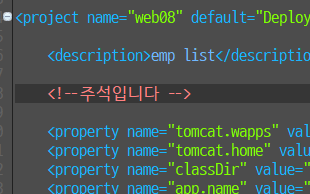 <project name="web08" default="Deploy
<description>emp list</descriptio
<!--주석입니다 -->
<property name="tomcat.wapps" val
<property name="tomcat.home" value
<property name="classDir" value="
<property name="app.name" value="